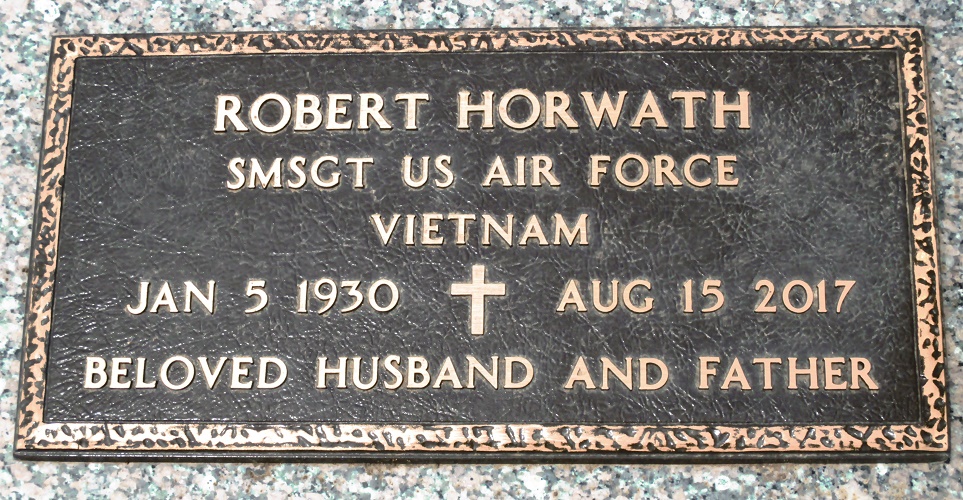 ROBERT HORWATH
SMSGT US AIR FORCE
VIETNAM
JAN 5 1930 AUG 15 2017
BELOVED HUSBAND AND FATHER